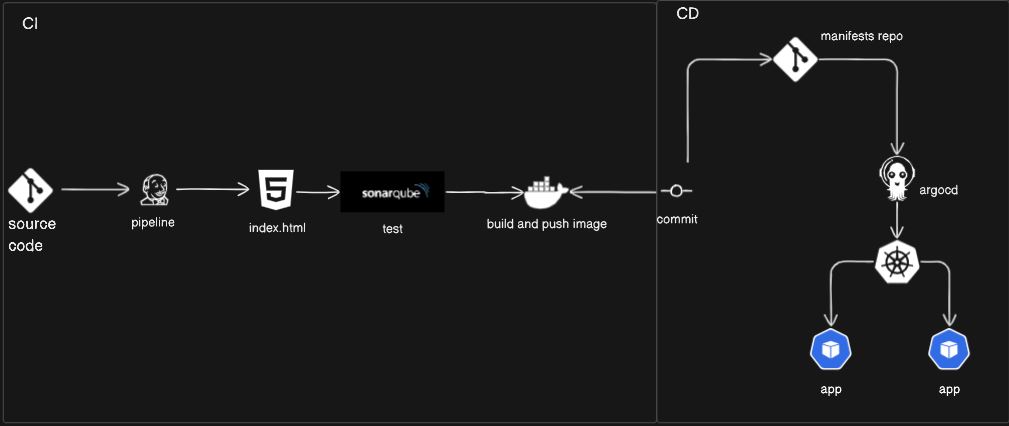 CI
CD
manifests repo
source
code
pipeline
index.html
sonarqube
test
build and push image
commit
argocd
app
app